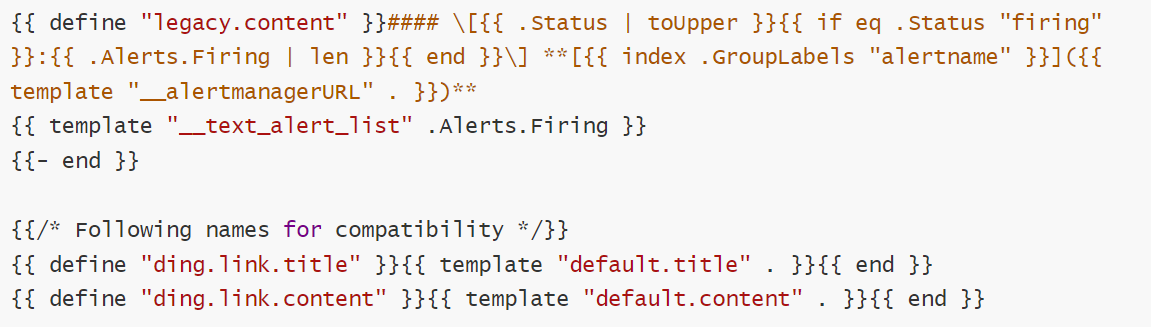 {{ define "legacy.content" }}#### \[{{ .Status | toUpper }}{{ if eq .Status "firing"
}}:{{ .Alerts.Firing | len }}{{ end }}\] **[{{ index .GroupLabels "alertname" }}]({{
template "__alertmanagerURL" . }})**
{{ template "__text_alert_list" .Alerts.Firing }}
{{- end }}

{{/* Following names for compatibility */}}
{{ define "ding.link.title" }}{{ template "default.title" . }}{{ end }}
{{ define "ding.link.content" }}{{ template "default.content" . }}{{ end }}